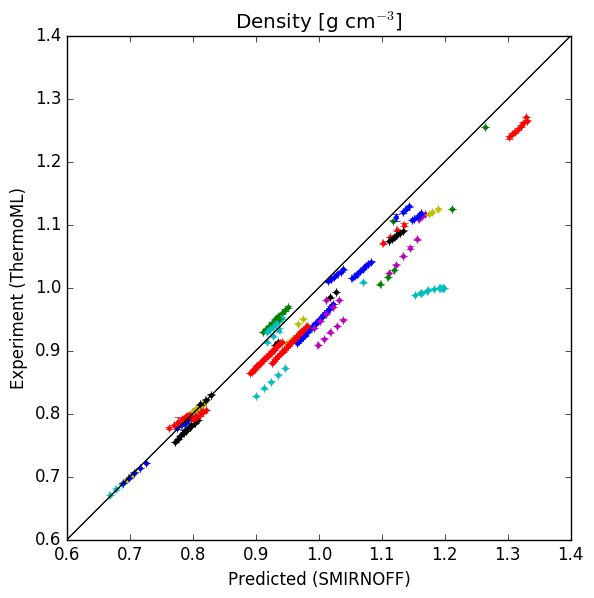 Density [g cm⁻³]
1.4
1.3
1.2
1.1
1.0
0.9
0.8
0.7
0.6
Experiment (ThermoML)
0.6 0.7 0.8 0.9 1.0 1.1 1.2 1.3 1.4
Predicted (SMIRNOFF)